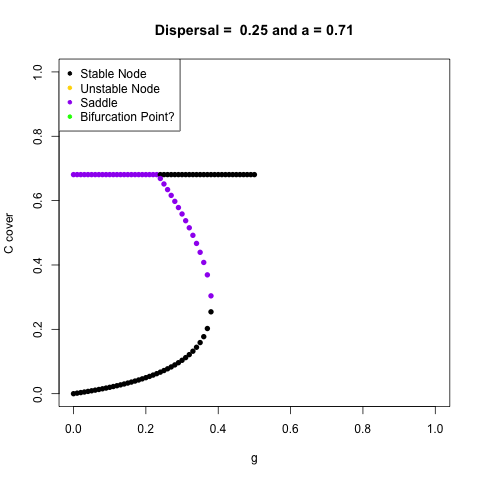 Dispersal =  0.25 and a = 0.71
Stable Node
Unstable Node
Saddle
Bifurcation Point?
C cover
1.0
0.8
0.6
0.4
0.2
0.0
0.0 0.2 0.4 0.6 0.8 1.0
g